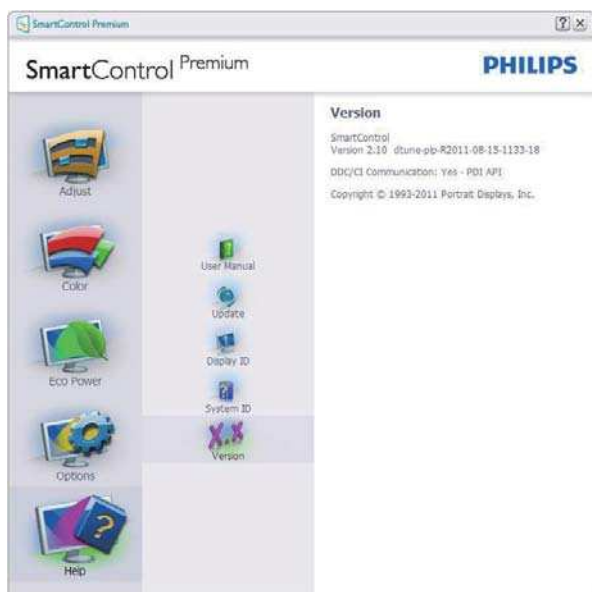 SmartControl Premium
SmartControl Premium
PHILIPS
Adjust
Color
Eco Power
Options
Help
User Manual
Update
Display ID
System ID
X.X
Version
Version
SmartControl
Version 2.10 dtune-plp-R2011-08-15-1133-18
DDC/CI Communication: Yes - PDI API
Copyright © 1993-2011 Portrait Displays, Inc.